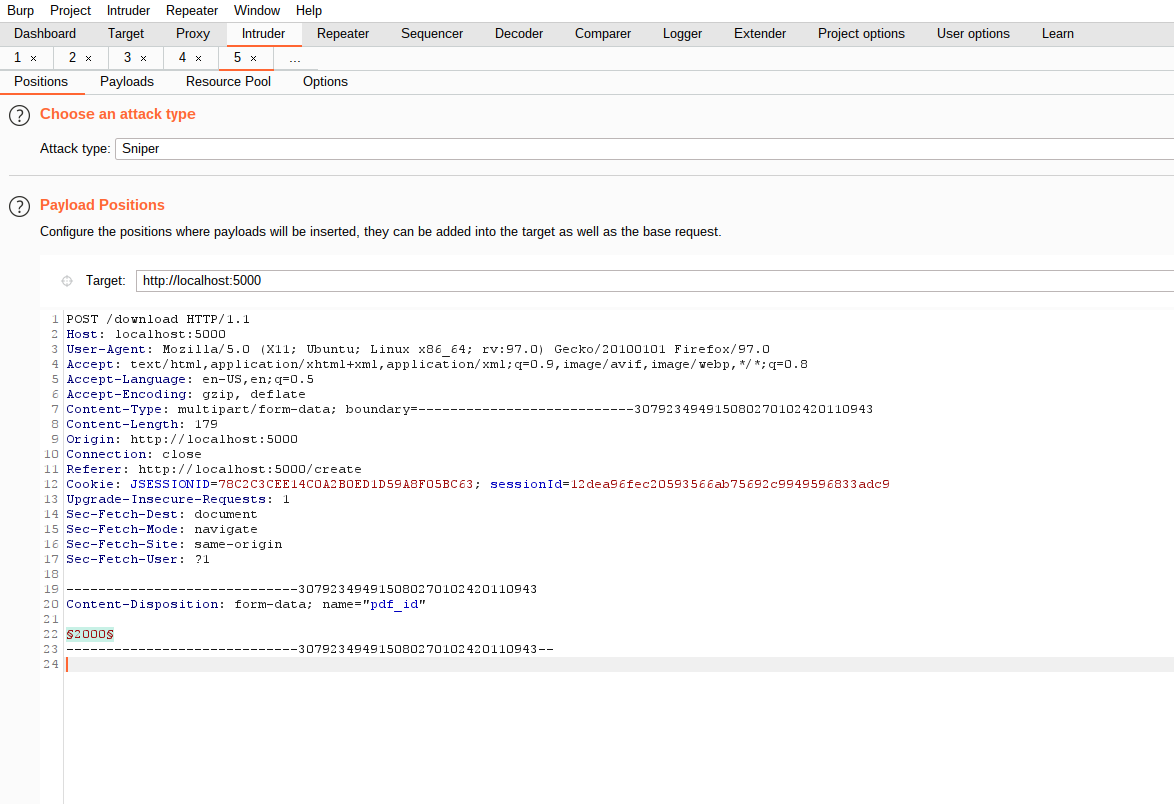 Burp Project Intruder Repeater Window Help
Dashboard Target Proxy Intruder Repeater Sequencer Decoder Comparer Logger Extender Project options User options Learn
1 × 2 × 3 × 4 × 5 × ...
Positions Payloads Resource Pool Options
? Choose an attack type
Attack type: Sniper
? Payload Positions
Configure the positions where payloads will be inserted, they can be added into the target as well as the base request.
Target: http://localhost:5000
1 POST /download HTTP/1.1
2 Host: localhost:5000
3 User-Agent: Mozilla/5.0 (X11; Ubuntu; Linux x86_64; rv:97.0) Gecko/20100101 Firefox/97.0
4 Accept: text/html,application/xhtml+xml,application/xml;q=0.9,image/avif,image/webp,*/*;q=0.8
5 Accept-Language: en-US,en;q=0.5
6 Accept-Encoding: gzip, deflate
7 Content-Type: multipart/form-data; boundary=---------------------------307923494915080270102420110943
8 Content-Length: 179
9 Origin: http://localhost:5000
10 Connection: close
11 Referer: http://localhost:5000/create
12 Cookie: JSESSIONID=78C2C3CEE14C0A2B0ED1D59A8F05BC63; sessionId=12dea96fec20593566ab75692c9949596833adc9
13 Upgrade-Insecure-Requests: 1
14 Sec-Fetch-Dest: document
15 Sec-Fetch-Mode: navigate
16 Sec-Fetch-Site: same-origin
17 Sec-Fetch-User: ?1
18
19 -----------------------------307923494915080270102420110943
20 Content-Disposition: form-data; name="pdf_id"
21
22 §2000§
23 -----------------------------307923494915080270102420110943--
24